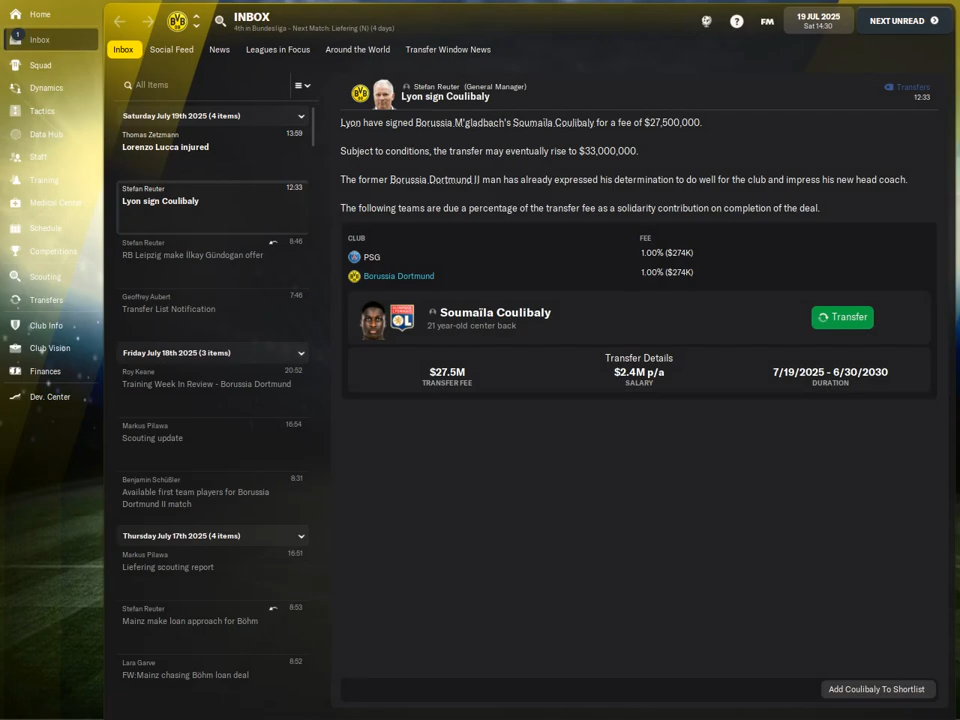 Home
INBOX
4th in Bundesliga - Next Match: Liefering (N) (4 days)
FM
19 JUL 2025
Sat 14:30
NEXT UNREAD
1
Inbox
Inbox
Social Feed
News
Leagues in Focus
Around the World
Transfer Window News
Squad
Dynamics
Tactics
Data Hub
Staff
Training
Medical Center
Schedule
Competitions
Scouting
Transfers
Club Info
Club Vision
Finances
Dev. Center
All Items
Saturday July 19th 2025 (4 items)
Thomas Zetzmann
13:59
Lorenzo Lucca injured
Stefan Reuter
12:33
Lyon sign Coulibaly
Stefan Reuter
8:46
RB Leipzig make İlkay Gündogan offer
Geoffrey Aubert
7:46
Transfer List Notification
Friday July 18th 2025 (3 items)
Roy Keane
20:52
Training Week In Review - Borussia Dortmund
Markus Pilawa
16:54
Scouting update
Benjamin Schüßler
8:31
Available first team players for Borussia
Dortmund II match
Thursday July 17th 2025 (4 items)
Markus Pilawa
16:51
Liefering scouting report
Stefan Reuter
8:53
Mainz make loan approach for Böhm
Lara Garve
8:52
FW:Mainz chasing Böhm loan deal
Stefan Reuter (General Manager)
Lyon sign Coulibaly
Transfers
12:33
Lyon have signed Borussia M'gladbach's Soumaïla Coulibaly for a fee of $27,500,000.
Subject to conditions, the transfer may eventually rise to $33,000,000.
The former Borussia Dortmund II man has already expressed his determination to do well for the club and impress his new head coach.
The following teams are due a percentage of the transfer fee as a solidarity contribution on completion of the deal.
CLUB
FEE
PSG
1.00% ($274K)
Borussia Dortmund
1.00% ($274K)
Soumaïla Coulibaly
21 year-old center back
Transfer
Transfer Details
$27.5M
TRANSFER FEE
$2.4M p/a
SALARY
7/19/2025 - 6/30/2030
DURATION
Add Coulibaly To Shortlist